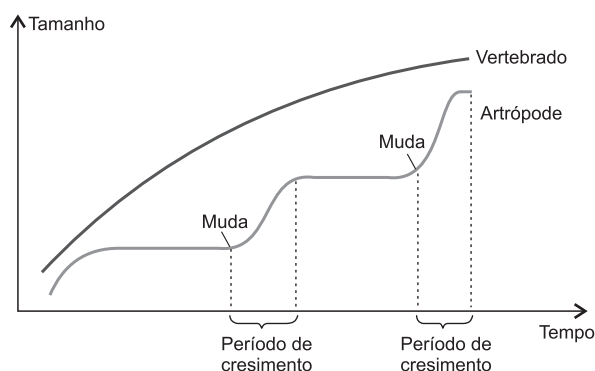 Tamanho
Vertebrado
Artrópode
Muda
Muda
Tempo
Período de
cresimento
Período de
cresimento